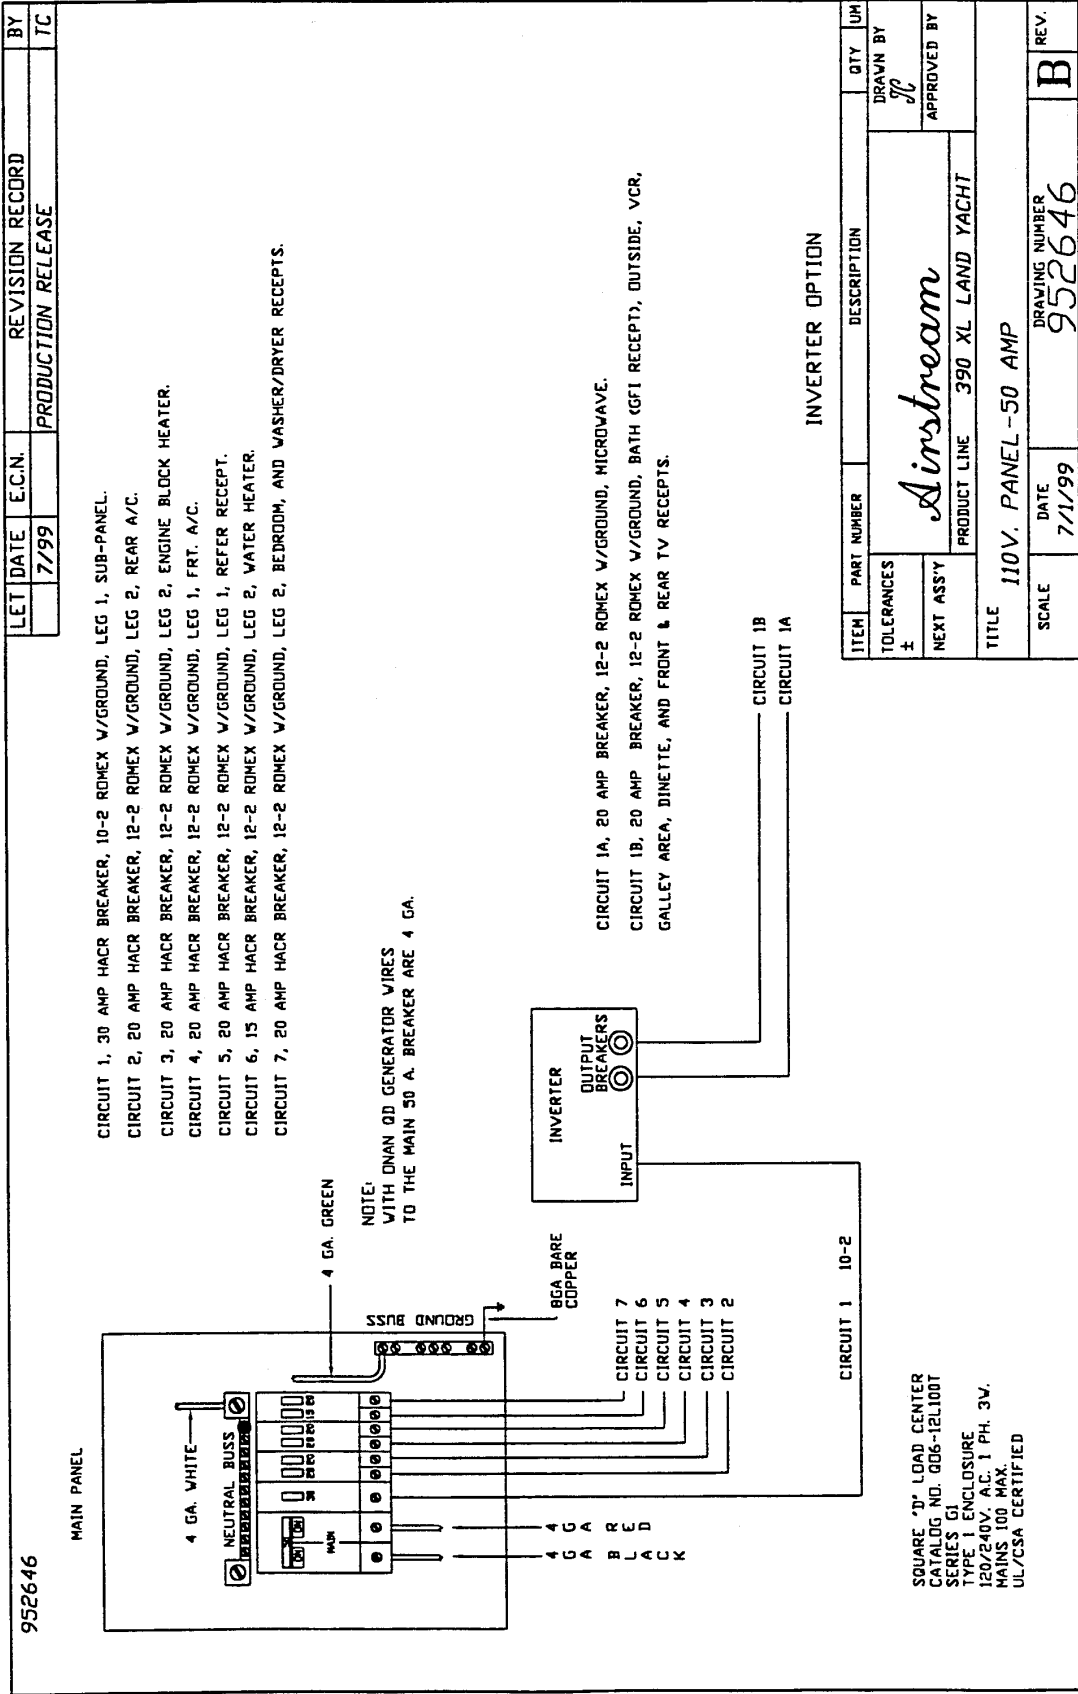 952646
LET DATE E.C.N. REVISION RECORD BY
7/99 PRODUCTION RELEASE TC
MAIN PANEL
4 GA. WHITE
NEUTRAL BUSS
50
ON ON
MAIN
30 20 20 20 20 15 20
4 GA. GREEN
GROUND BUSS
8GA BARE
COPPER
4 GA RED
4 GA BLACK
CIRCUIT 7
CIRCUIT 6
CIRCUIT 5
CIRCUIT 4
CIRCUIT 3
CIRCUIT 2
CIRCUIT 1 10-2
CIRCUIT 1, 30 AMP HACR BREAKER, 10-2 ROMEX W/GROUND, LEG 1, SUB-PANEL.
CIRCUIT 2, 20 AMP HACR BREAKER, 12-2 ROMEX W/GROUND, LEG 2, REAR A/C.
CIRCUIT 3, 20 AMP HACR BREAKER, 12-2 ROMEX W/GROUND, LEG 2, ENGINE BLOCK HEATER.
CIRCUIT 4, 20 AMP HACR BREAKER, 12-2 ROMEX W/GROUND, LEG 1, FRT. A/C.
CIRCUIT 5, 20 AMP HACR BREAKER, 12-2 ROMEX W/GROUND, LEG 1, REFER RECEPT.
CIRCUIT 6, 15 AMP HACR BREAKER, 12-2 ROMEX W/GROUND, LEG 2, WATER HEATER.
CIRCUIT 7, 20 AMP HACR BREAKER, 12-2 ROMEX W/GROUND, LEG 2, BEDROOM, AND WASHER/DRYER RECEPTS.
NOTE:
WITH ONAN QD GENERATOR WIRES
TO THE MAIN 50 A. BREAKER ARE 4 GA.
INVERTER
OUTPUT
BREAKERS
INPUT
CIRCUIT 1A, 20 AMP BREAKER, 12-2 ROMEX W/GROUND, MICROWAVE.
CIRCUIT 1B, 20 AMP BREAKER, 12-2 ROMEX W/GROUND, BATH (GFI RECEPT), OUTSIDE, VCR,
GALLEY AREA, DINETTE, AND FRONT & REAR TV RECEPTS.
CIRCUIT 1B
CIRCUIT 1A
INVERTER OPTION
SQUARE 'D' LOAD CENTER
CATALOG NO. QO6-12L100T
SERIES G1
TYPE 1 ENCLOSURE
120/240V. A.C. 1 PH. 3W.
MAINS 100 MAX.
UL/CSA CERTIFIED
ITEM PART NUMBER DESCRIPTION QTY UM
TOLERANCES
±
NEXT ASS'Y
Airstream
DRAWN BY
TC
APPROVED BY
PRODUCT LINE 390 XL LAND YACHT
TITLE
110V. PANEL-50 AMP
SCALE
DATE
7/1/99
DRAWING NUMBER
952646
B
REV.